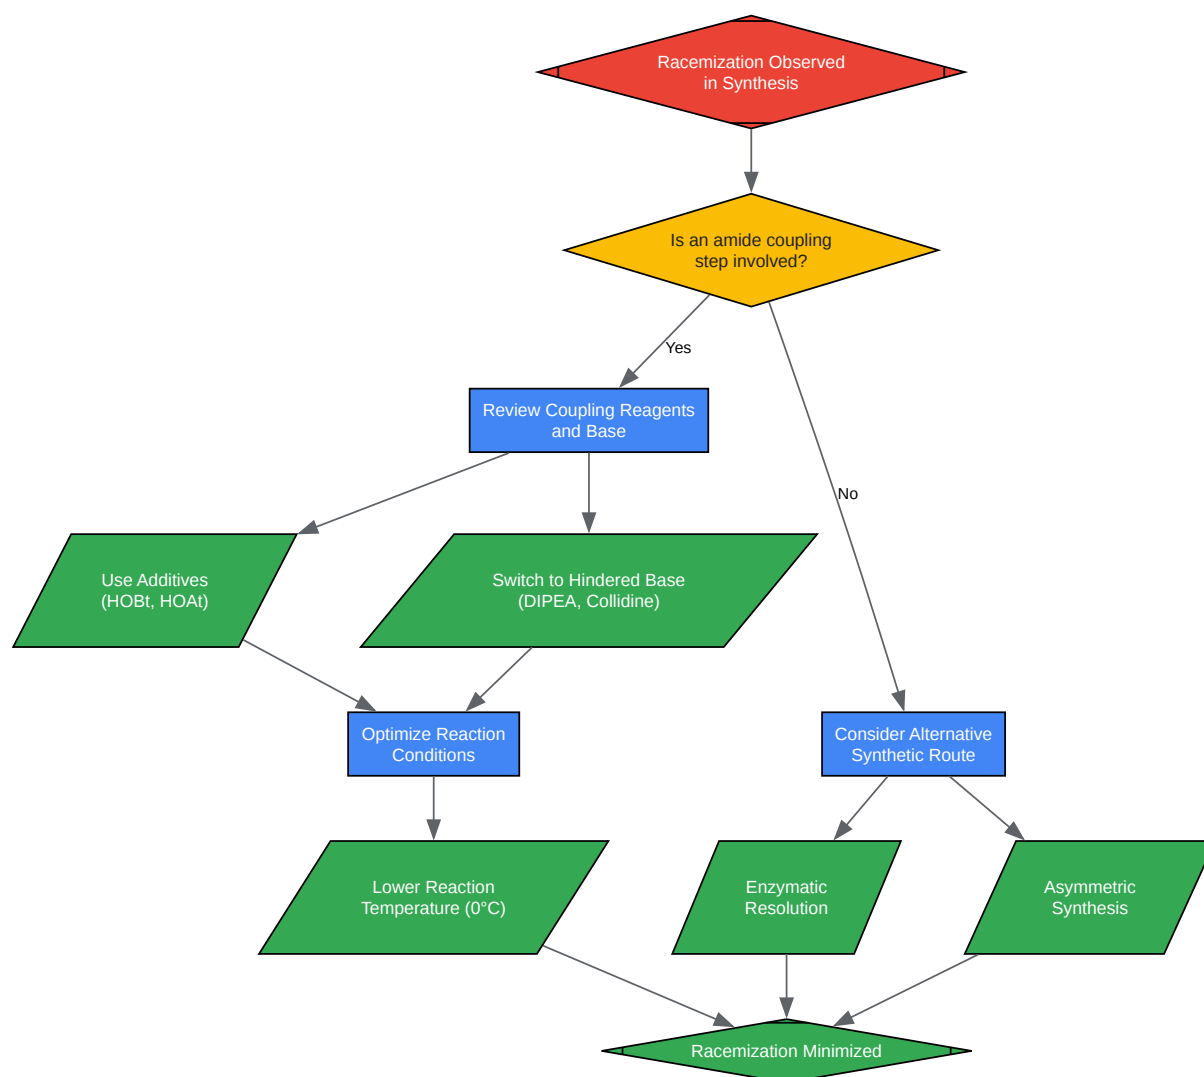 Racemization Observed
in Synthesis
Is an amide coupling
step involved?
Yes
Review Coupling Reagents
and Base
No
Use Additives
(HOBt, HOAt)
Switch to Hindered Base
(DIPEA, Collidine)
Optimize Reaction
Conditions
Consider Alternative
Synthetic Route
Lower Reaction
Temperature (0°C)
Enzymatic
Resolution
Asymmetric
Synthesis
Racemization Minimized